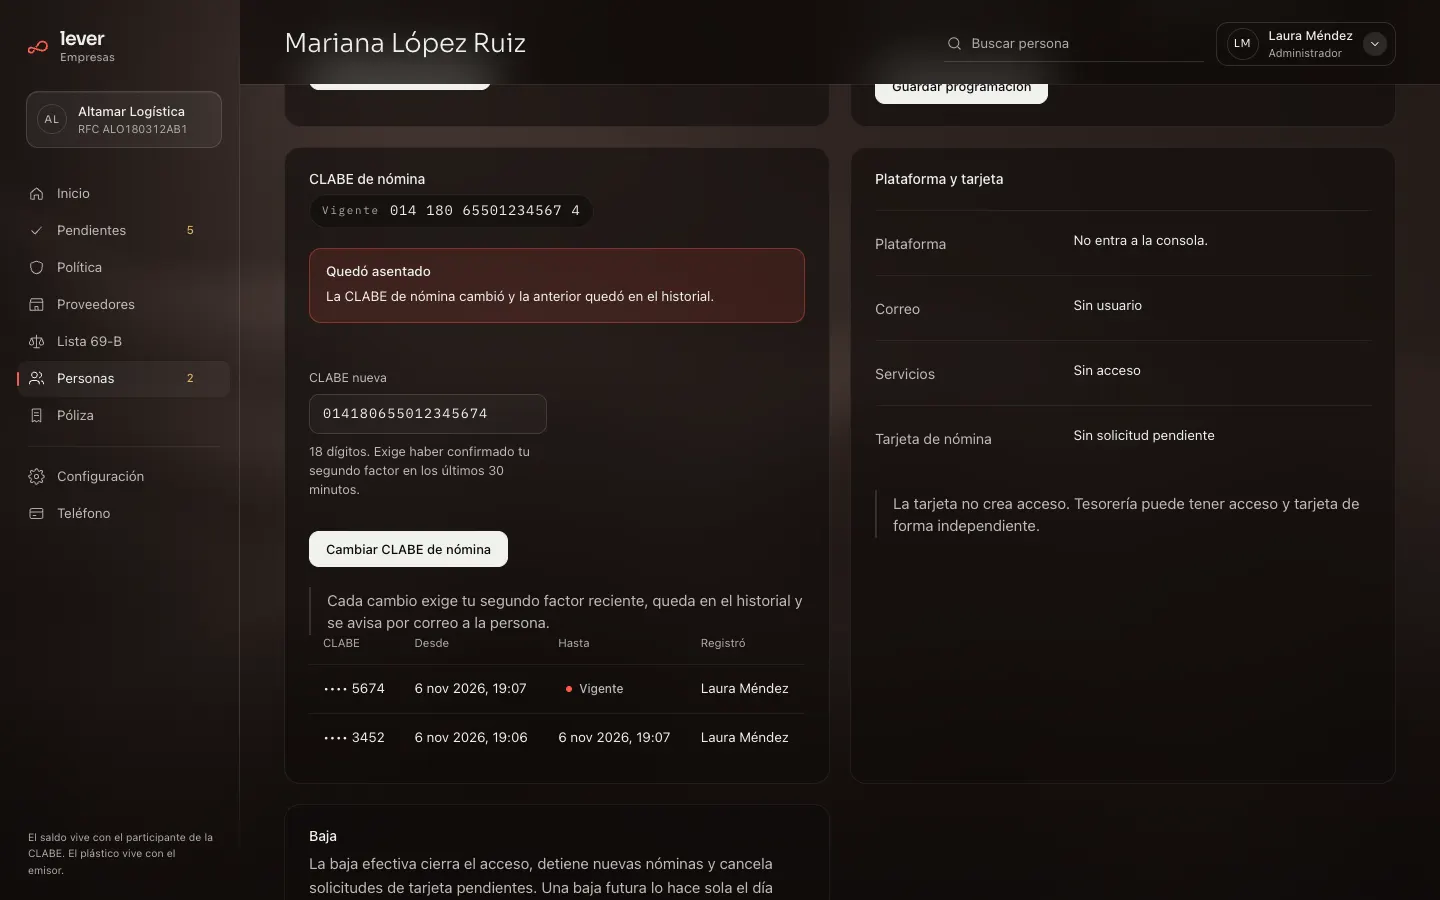 lever
Empresas
AL
Altamar Logística
RFC ALO180312AB1
Inicio
Pendientes 5
Política
Proveedores
Lista 69-B
Personas 2
Póliza
Configuración
Teléfono
El saldo vive con el participante de la
CLABE. El plástico vive con el
emisor.
Mariana López Ruiz
Buscar persona
LM
Laura Méndez
Administrador
Guardar programación
CLABE de nómina
Vigente 014 180 65501234567 4
Quedó asentado
La CLABE de nómina cambió y la anterior quedó en el historial.
CLABE nueva
014180655012345674
18 dígitos. Exige haber confirmado tu
segundo factor en los últimos 30
minutos.
Cambiar CLABE de nómina
Cada cambio exige tu segundo factor reciente, queda en el historial y
se avisa por correo a la persona.
CLABE Desde Hasta Registró
•••• 5674 6 nov 2026, 19:07 Vigente Laura Méndez
•••• 3452 6 nov 2026, 19:06 6 nov 2026, 19:07 Laura Méndez
Plataforma y tarjeta
Plataforma No entra a la consola.
Correo Sin usuario
Servicios Sin acceso
Tarjeta de nómina Sin solicitud pendiente
La tarjeta no crea acceso. Tesorería puede tener acceso y tarjeta de
forma independiente.
Baja
La baja efectiva cierra el acceso, detiene nuevas nóminas y cancela
solicitudes de tarjeta pendientes. Una baja futura lo hace sola el día